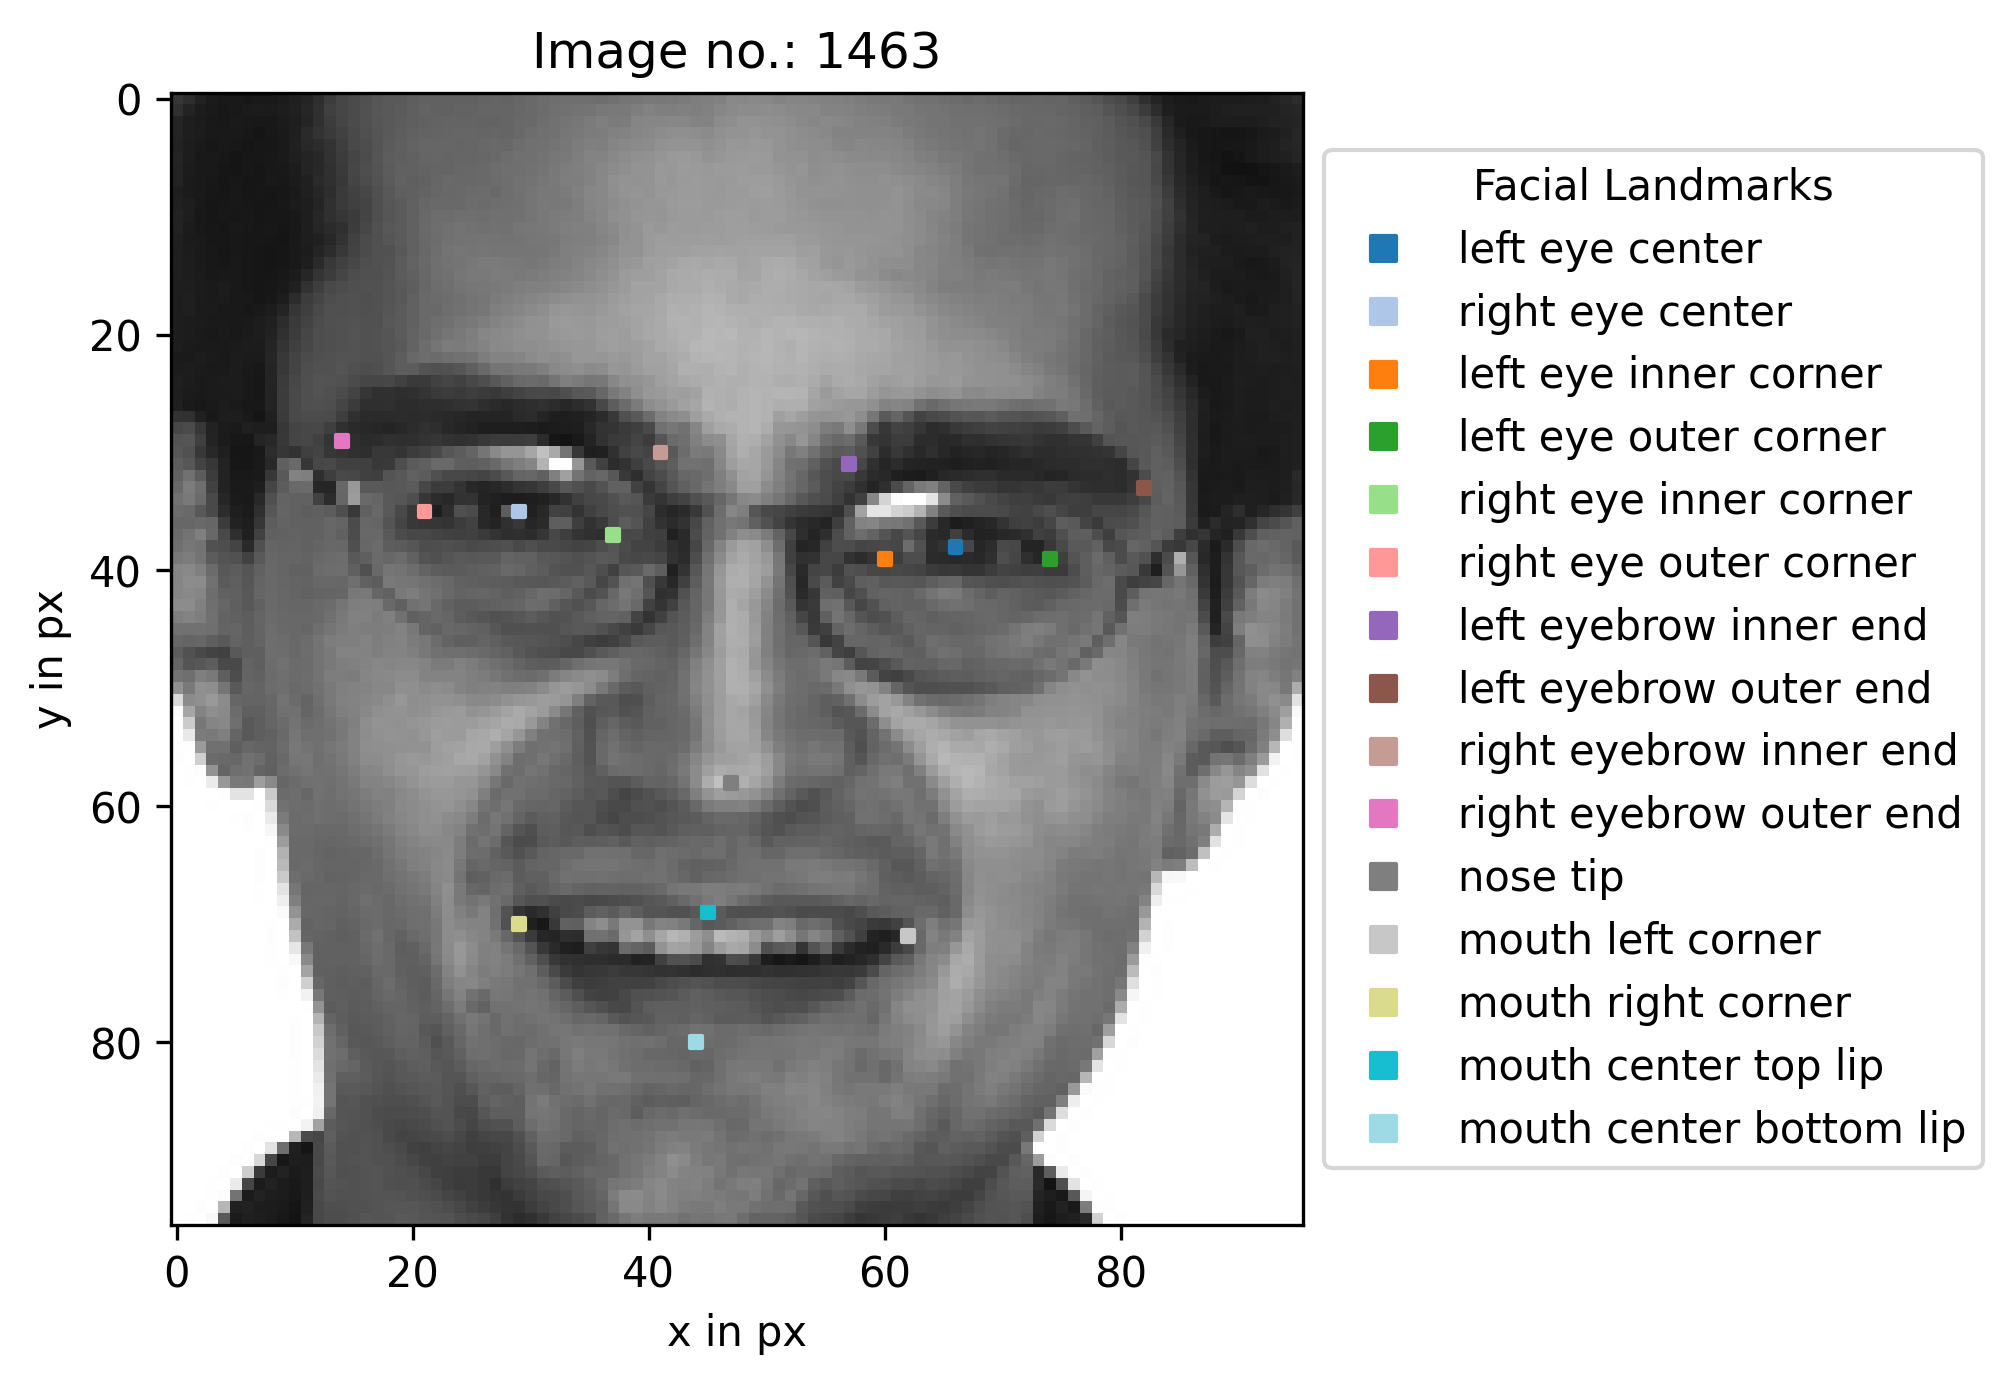 Image no.: 1463
0
20
40
60
80
y in px
0 20 40 60 80
x in px
Facial Landmarks
left eye center
right eye center
left eye inner corner
left eye outer corner
right eye inner corner
right eye outer corner
left eyebrow inner end
left eyebrow outer end
right eyebrow inner end
right eyebrow outer end
nose tip
mouth left corner
mouth right corner
mouth center top lip
mouth center bottom lip